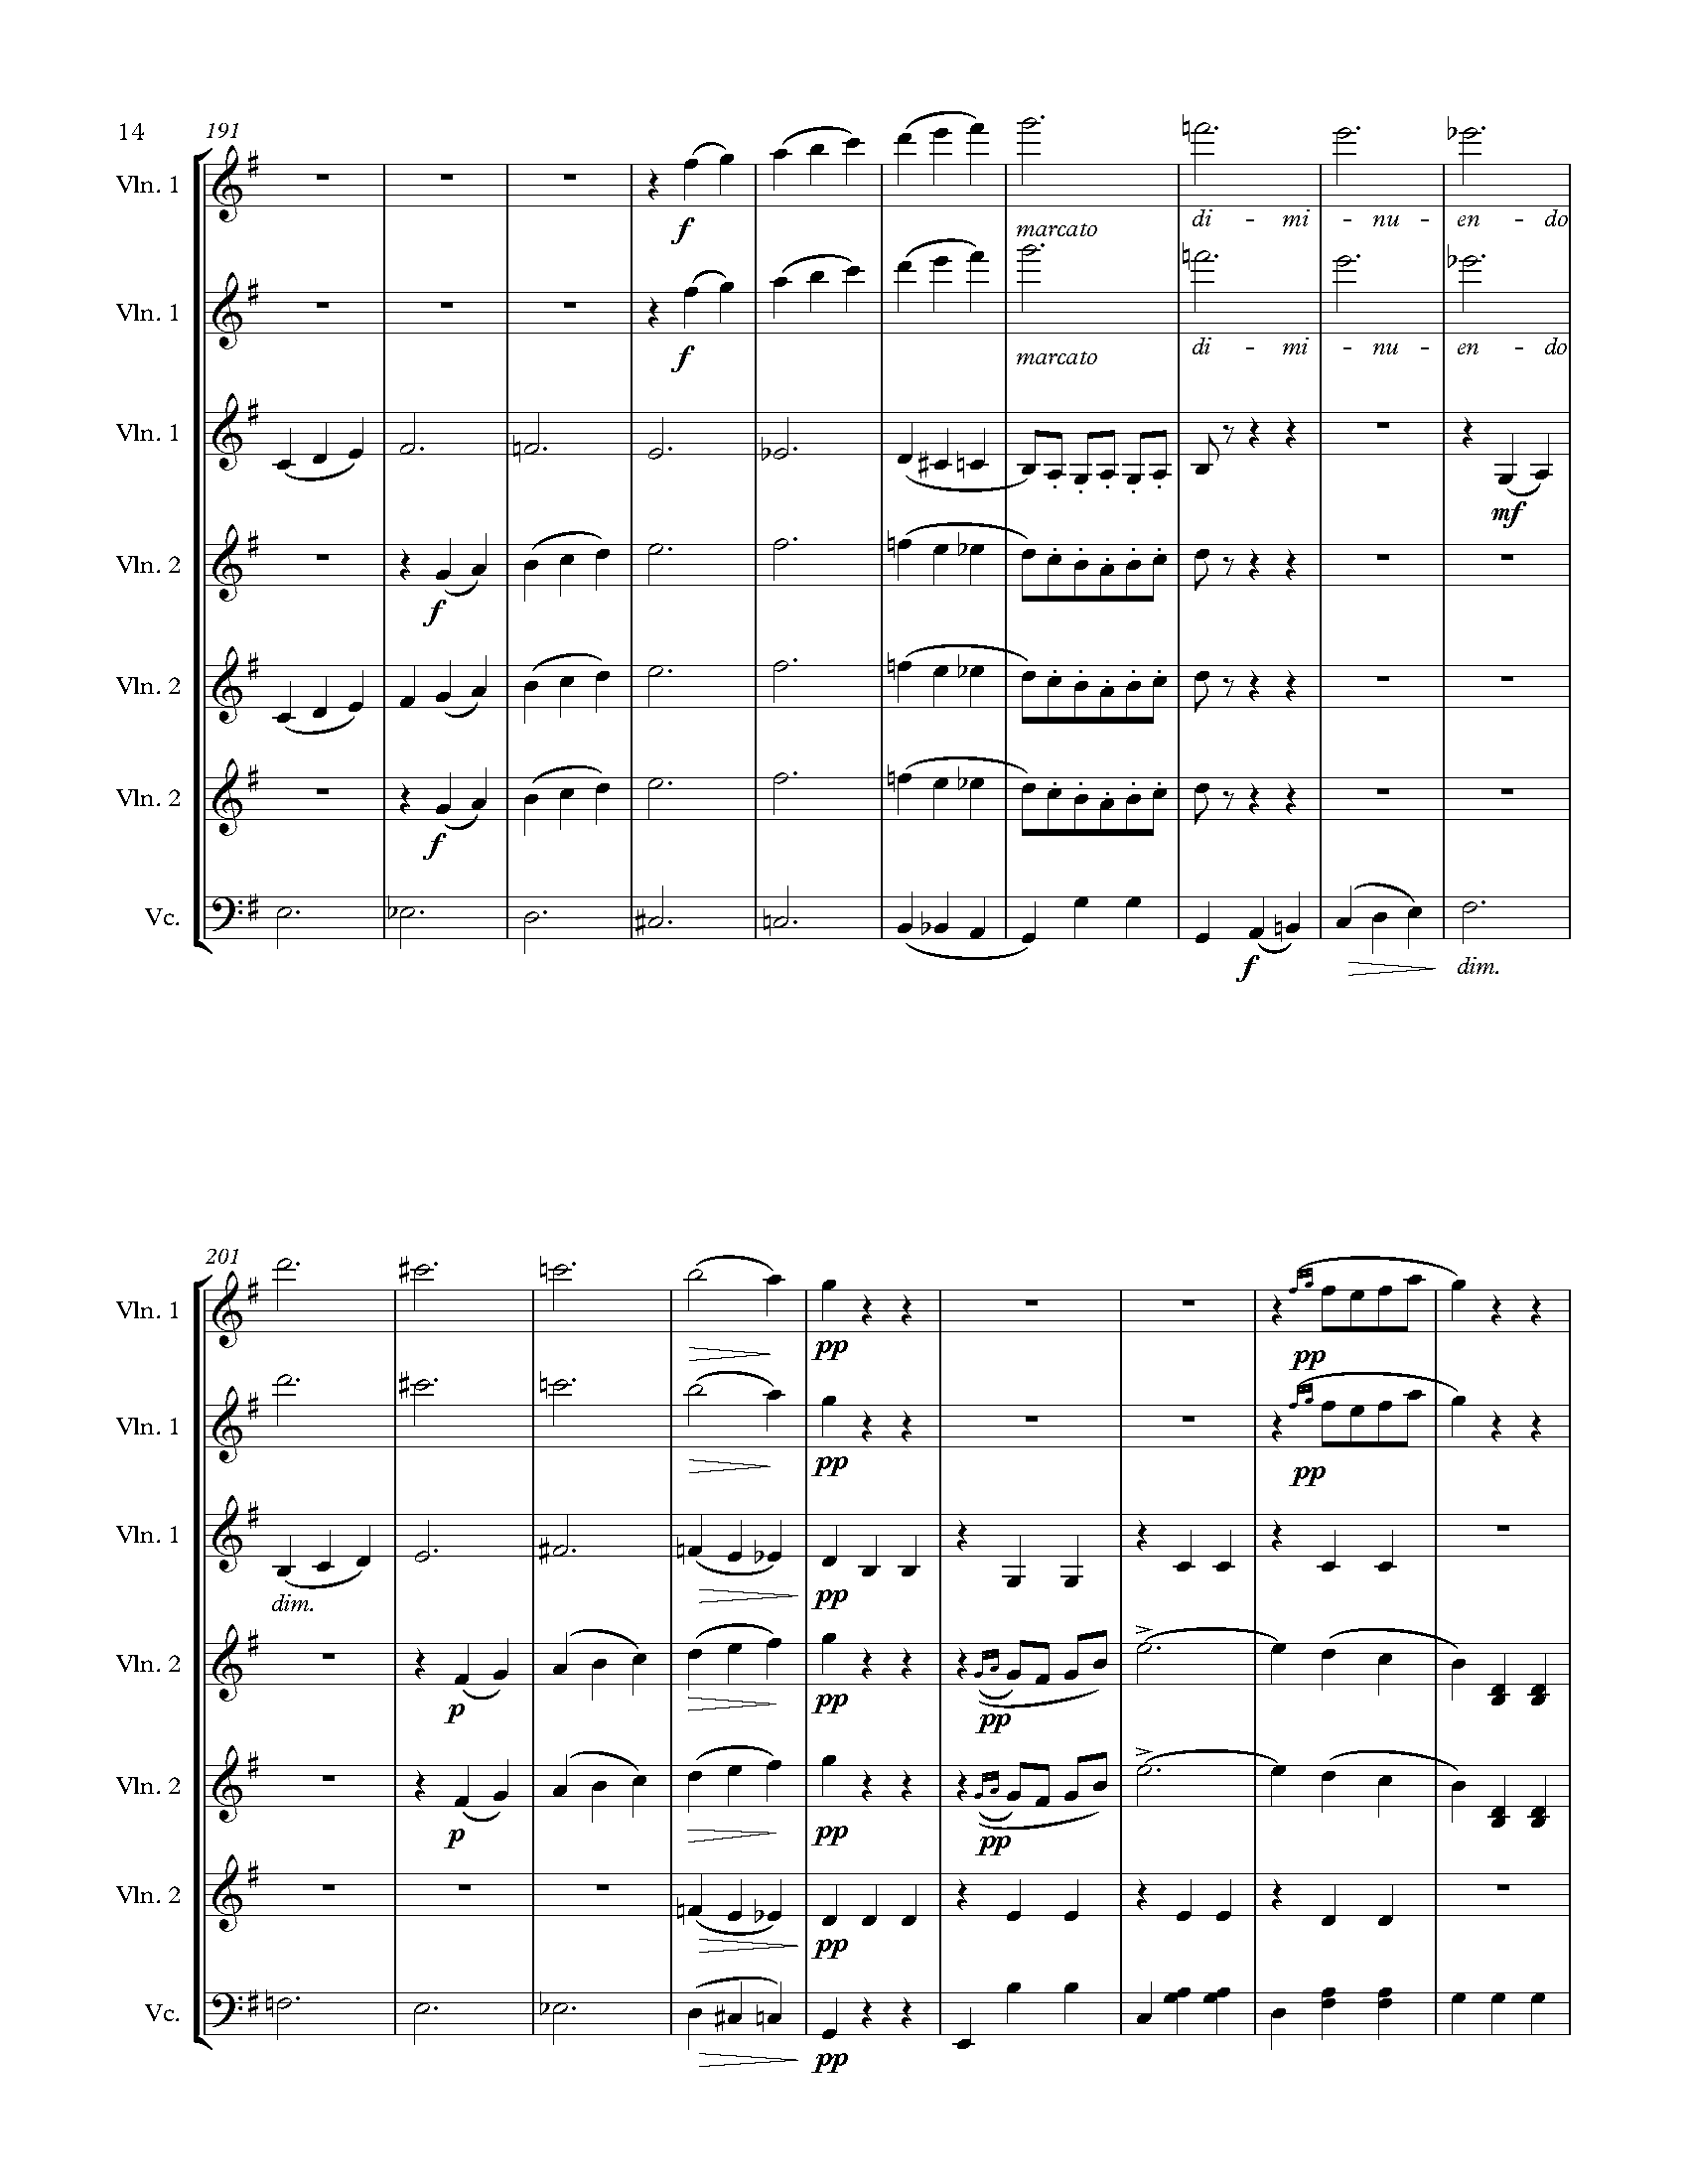 14
191
Vln. 1
f
marcato
di - mi - nu - en - do
Vln. 1
f
marcato
di - mi - nu - en - do
Vln. 1
mf
Vln. 2
f
Vln. 2
Vln. 2
f
Vc.
f
dim.
201
Vln. 1
pp
pp
Vln. 1
pp
pp
Vln. 1
dim.
pp
Vln. 2
p
pp
pp
Vln. 2
p
pp
pp
Vln. 2
pp
Vc.
pp